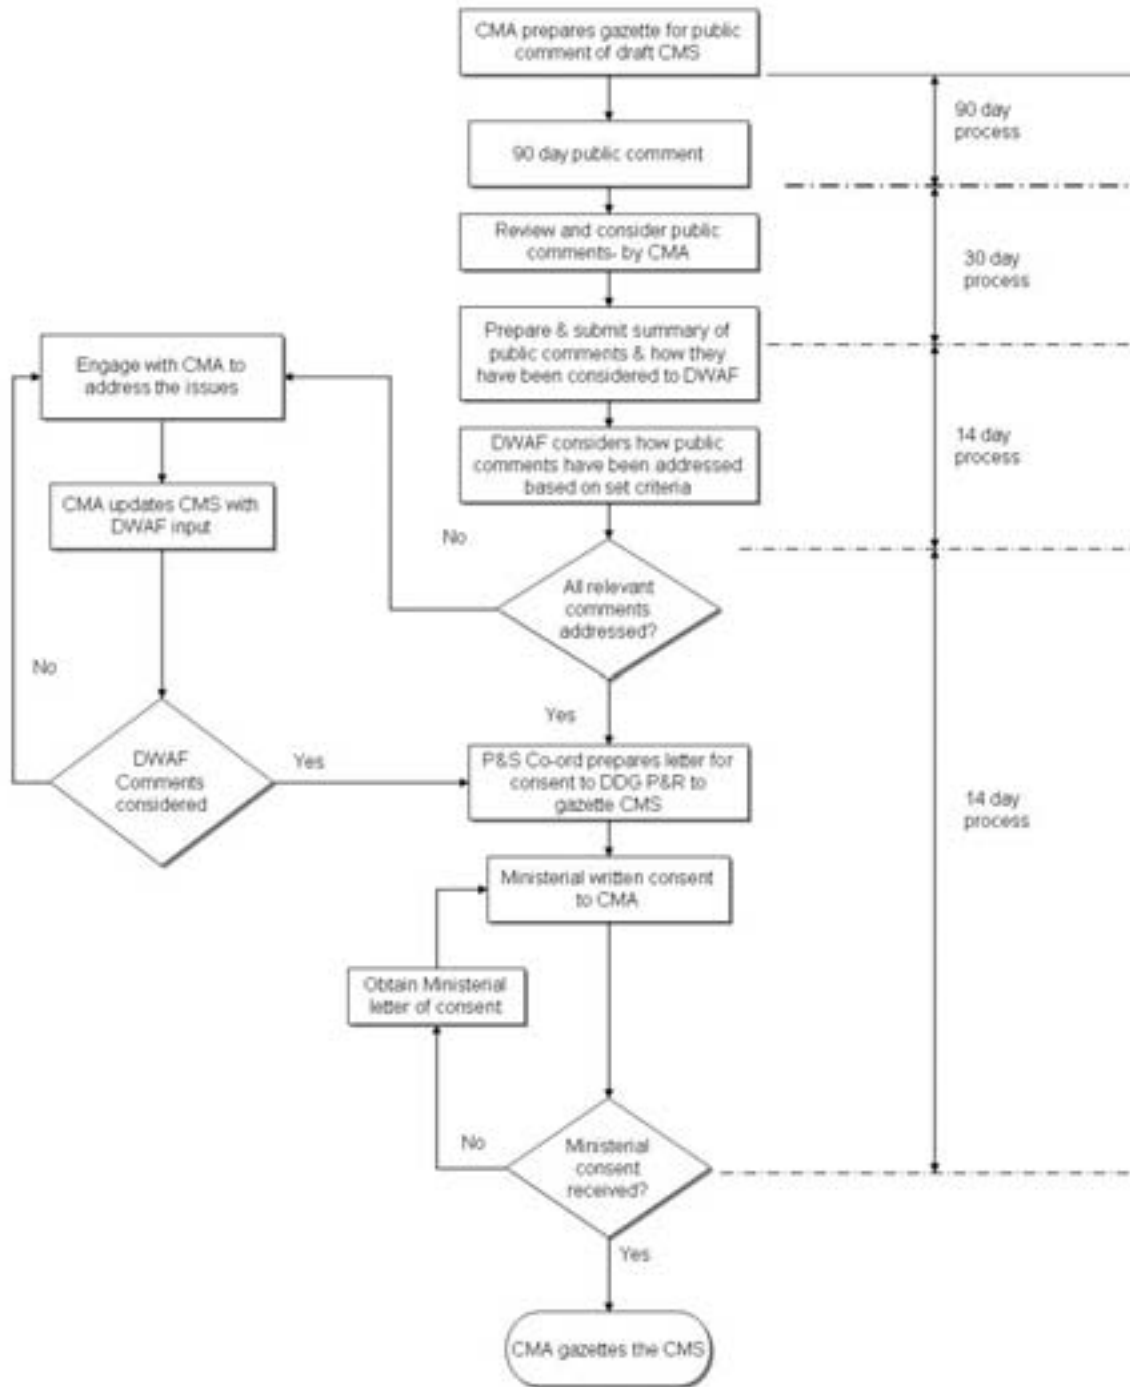 CMA prepares gazette for public
comment of draft CMS
90 day
process
90 day public comment
Review and consider public
comments- by CMA
30 day
process
Prepare & submit summary of
public comments & how they
have been considered to DWAF
Engage with CMA to
address the issues
DWAF considers how public
comments have been addressed
based on set criteria
14 day
process
CMA updates CMS with
DWAF input
No
All relevant
comments
addressed?
No
Yes
DWAF
Comments
considered
Yes
P&S Co-ord prepares letter for
consent to DDG P&R to
gazette CMS
14 day
process
Ministerial written consent
to CMA
Obtain Ministerial
letter of consent
No
Ministerial
consent
received?
Yes
CMA gazettes the CMS